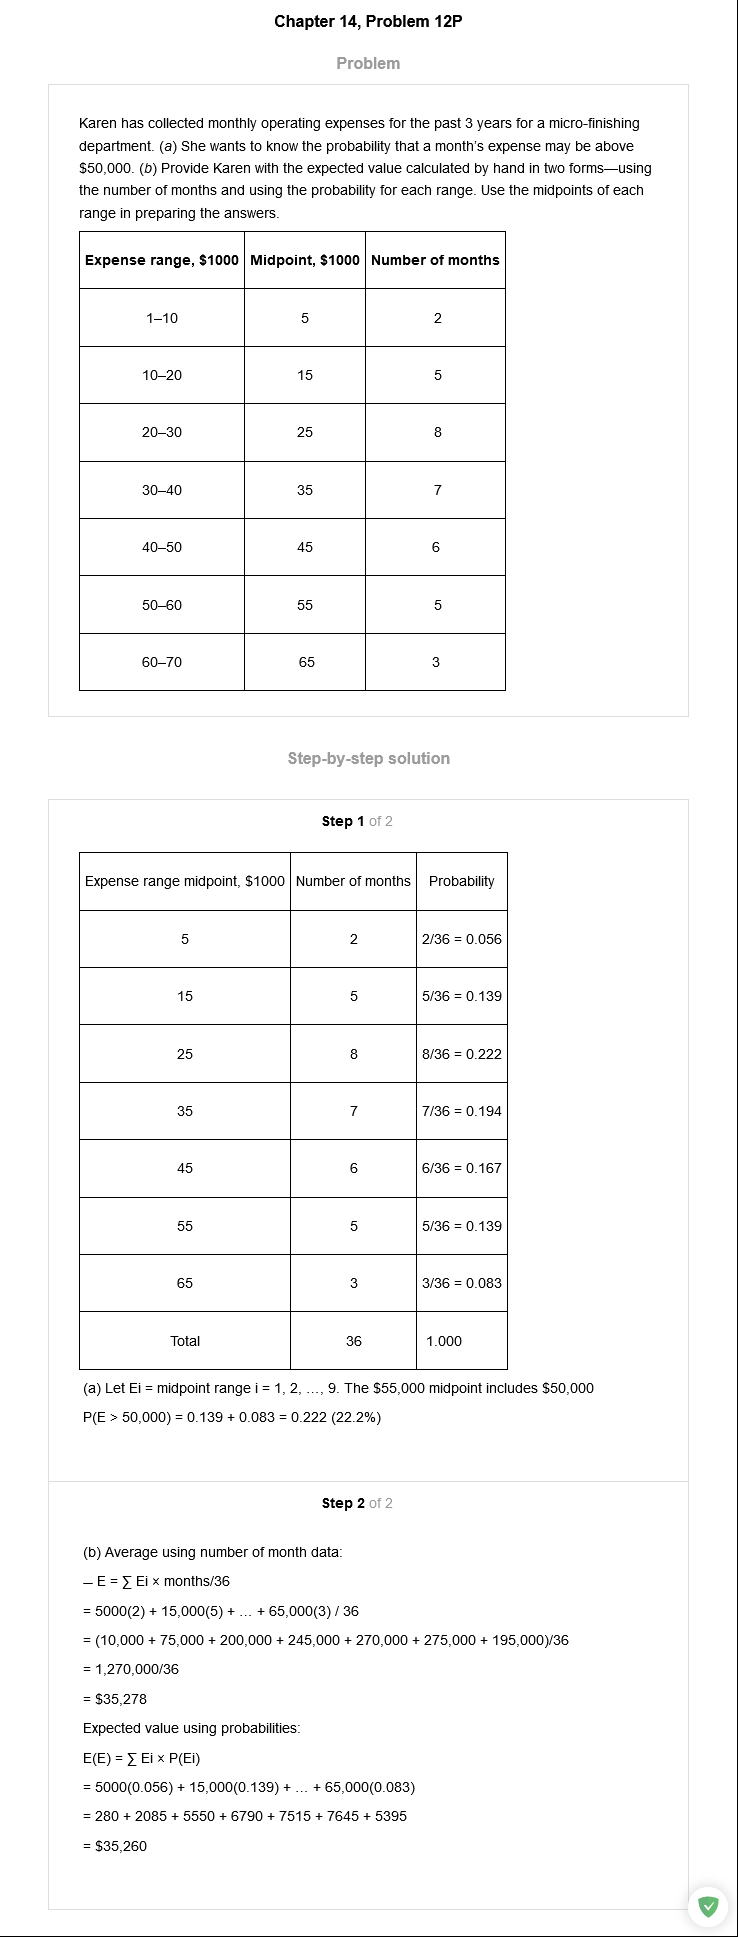 Chapter 14, Problem 12P
Problem
Karen has collected monthly operating expenses for the past 3 years for a micro-finishing
department. (a) She wants to know the probability that a month's expense may be above
$50,000. (b) Provide Karen with the expected value calculated by hand in two forms—using
the number of months and using the probability for each range. Use the midpoints of each
range in preparing the answers.
Expense range, $1000 Midpoint, $1000 Number of months
1–10 5 2
10–20 15 5
20–30 25 8
30–40 35 7
40–50 45 6
50–60 55 5
60–70 65 3
Step-by-step solution
Step 1 of 2
Expense range midpoint, $1000 Number of months Probability
5 2 2/36 = 0.056
15 5 5/36 = 0.139
25 8 8/36 = 0.222
35 7 7/36 = 0.194
45 6 6/36 = 0.167
55 5 5/36 = 0.139
65 3 3/36 = 0.083
Total 36 1.000
(a) Let Ei = midpoint range i = 1, 2, …, 9. The $55,000 midpoint includes $50,000
P(E > 50,000) = 0.139 + 0.083 = 0.222 (22.2%)
Step 2 of 2
(b) Average using number of month data:
– E = ∑ Ei × months/36
= 5000(2) + 15,000(5) + … + 65,000(3) / 36
= (10,000 + 75,000 + 200,000 + 245,000 + 270,000 + 275,000 + 195,000)/36
= 1,270,000/36
= $35,278
Expected value using probabilities:
E(E) = ∑ Ei × P(Ei)
= 5000(0.056) + 15,000(0.139) + … + 65,000(0.083)
= 280 + 2085 + 5550 + 6790 + 7515 + 7645 + 5395
= $35,260